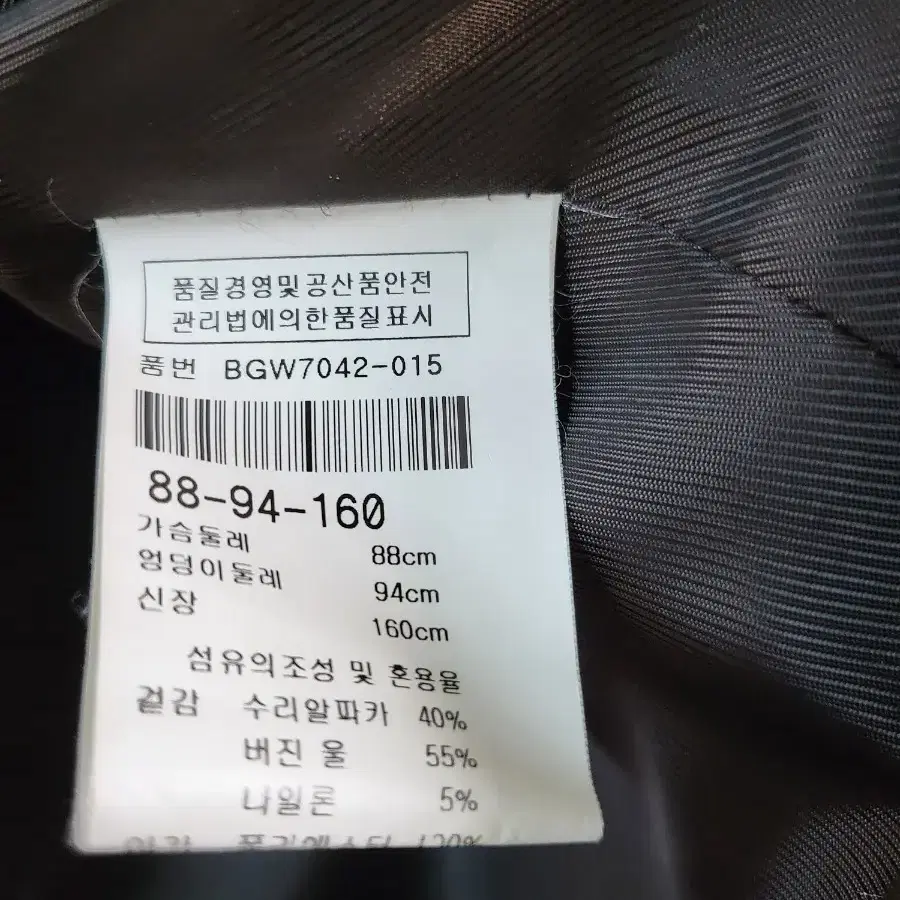 품질경영및공산품안전
관리법에의한품질표시
품번 BGW7042-015
88-94-160
가슴둘레 88cm
엉덩이둘레 94cm
신장 160cm
섬유의조성 및 혼용율
겉감 수리알파카 40%
버진 울 55%
나일론 5%